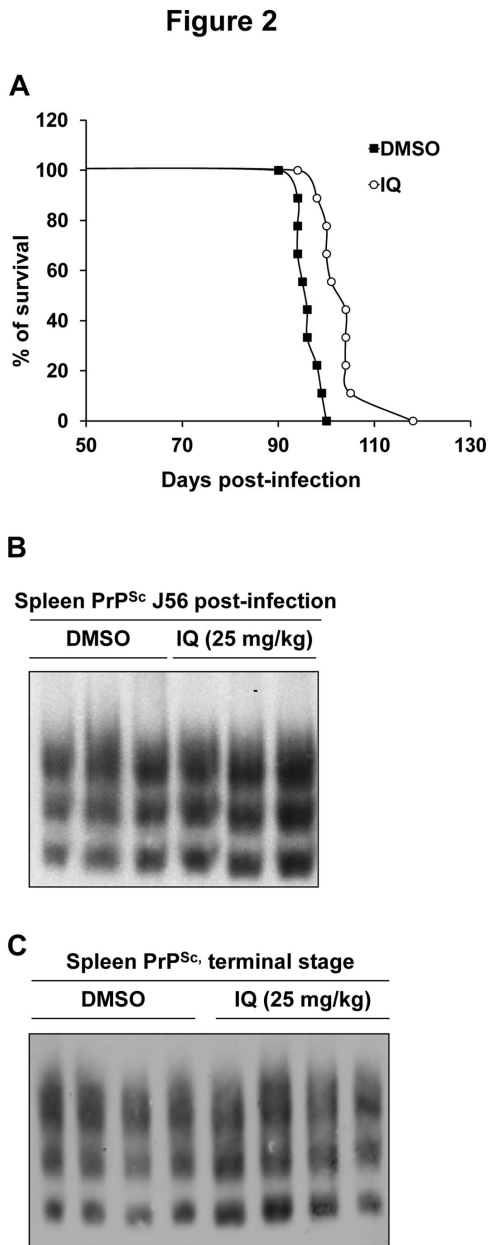 Figure 2
A
120
100
80
60
40
20
0
% of survival
DMSO
IQ
50 70 90 110 130
Days post-infection
B
Spleen PrPSc J56 post-infection
DMSO IQ (25 mg/kg)
C
Spleen PrPSc, terminal stage
DMSO IQ (25 mg/kg)